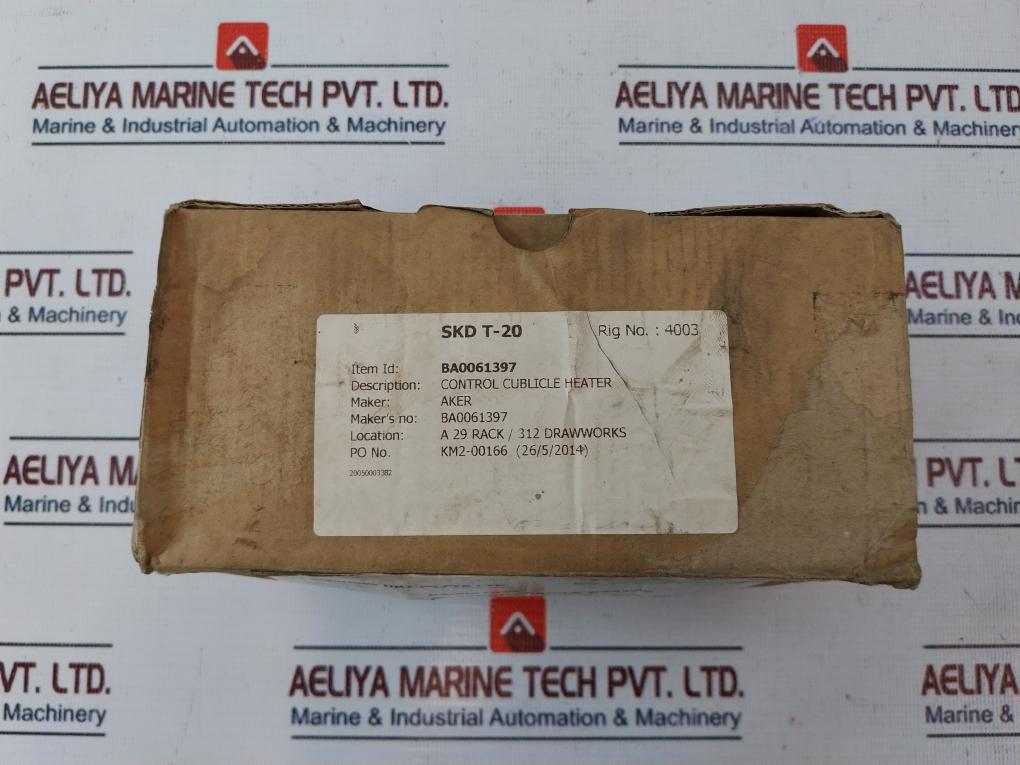 AELIYA MARINE TECH PVT. LTD.
Marine & Industrial Automation & Machinery
AELIYA MARINE TECH PVT. LTD.
Marine & Industrial Automation & Machinery
PVT. LTD.
& Machinery
AELIYA M
Marine & Ind
SKD T-20
Rig No. : 4003
Item Id: BA0061397
Description: CONTROL CUBLICLE HEATER
Maker: AKER
Maker's no: BA0061397
Location: A 29 RACK / 312 DRAWWORKS
PO No. KM2-00166 (26/5/2014)
20050003382
AELIYA
Marine & Indu
PVT. LTD.
& Machinery
AELIYA MARINE TECH PVT. LTD.
Marine & Industrial Automation & Machinery
VT. LTD.
Machinery
AELIYA
Marine &